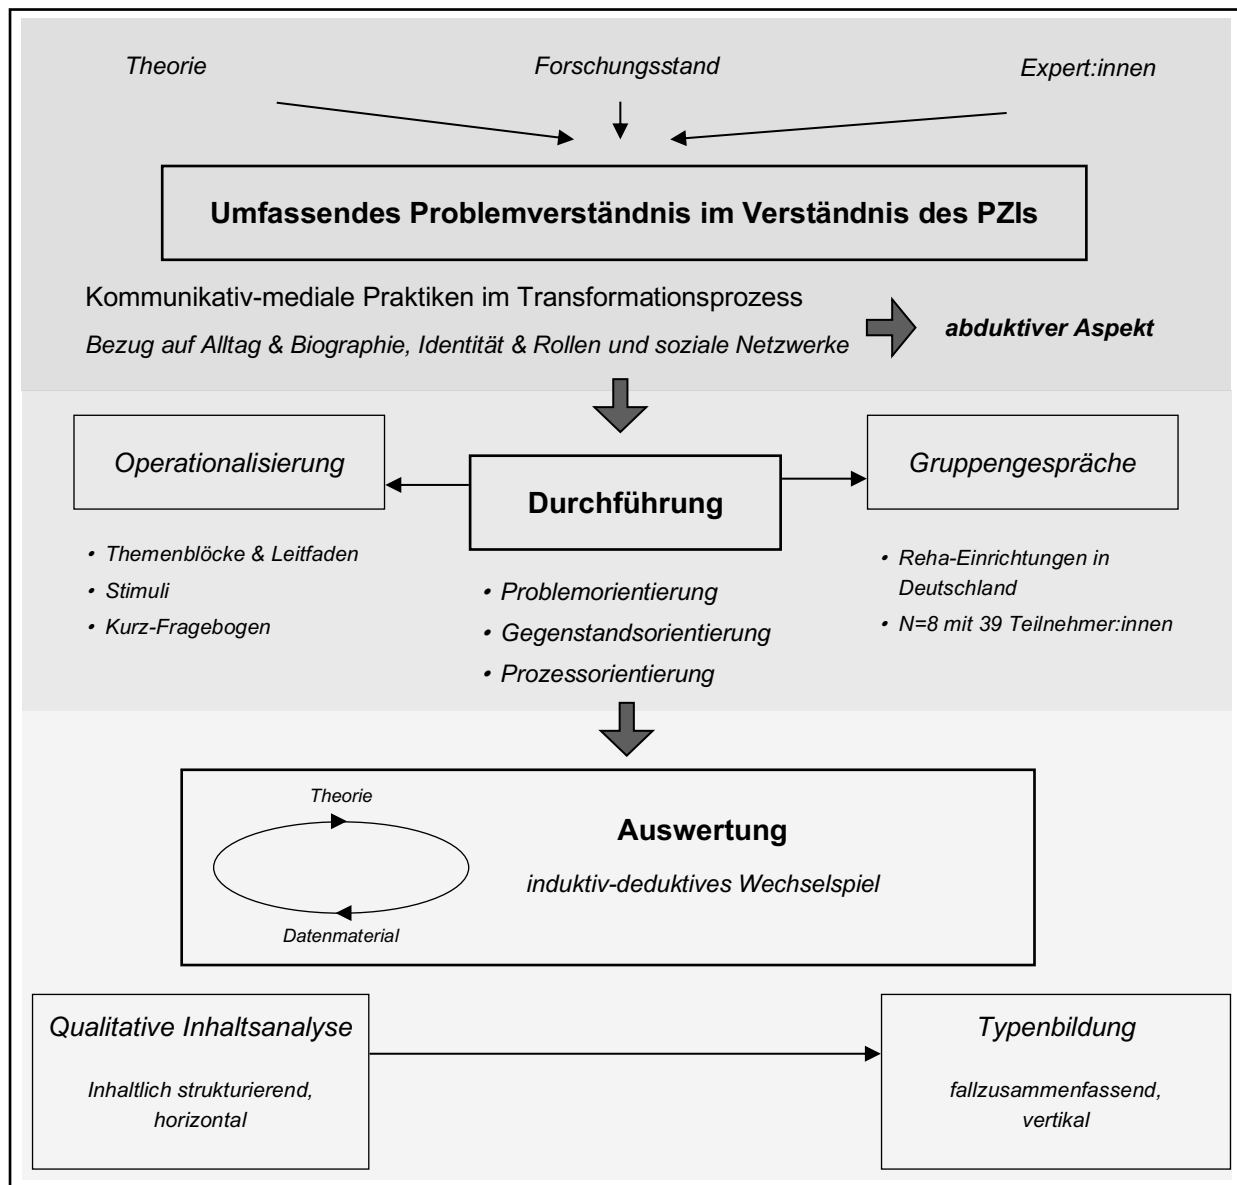 Theorie
Forschungsstand
Expert:innen
Umfassendes Problemverständnis im Verständnis des PZIs
Kommunikativ-mediale Praktiken im Transformationsprozess
Bezug auf Alltag & Biographie, Identität & Rollen und soziale Netzwerke
abduktiver Aspekt
Operationalisierung
• Themenblöcke & Leitfaden
• Stimuli
• Kurz-Fragebogen
Durchführung
• Problemorientierung
• Gegenstandsorientierung
• Prozessorientierung
Gruppengespräche
• Reha-Einrichtungen in
Deutschland
• N=8 mit 39 Teilnehmer:innen
Theorie
Datenmaterial
Auswertung
induktiv-deduktives Wechselspiel
Qualitative Inhaltsanalyse
Inhaltlich strukturierend,
horizontal
Typenbildung
fallzusammenfassend,
vertikal